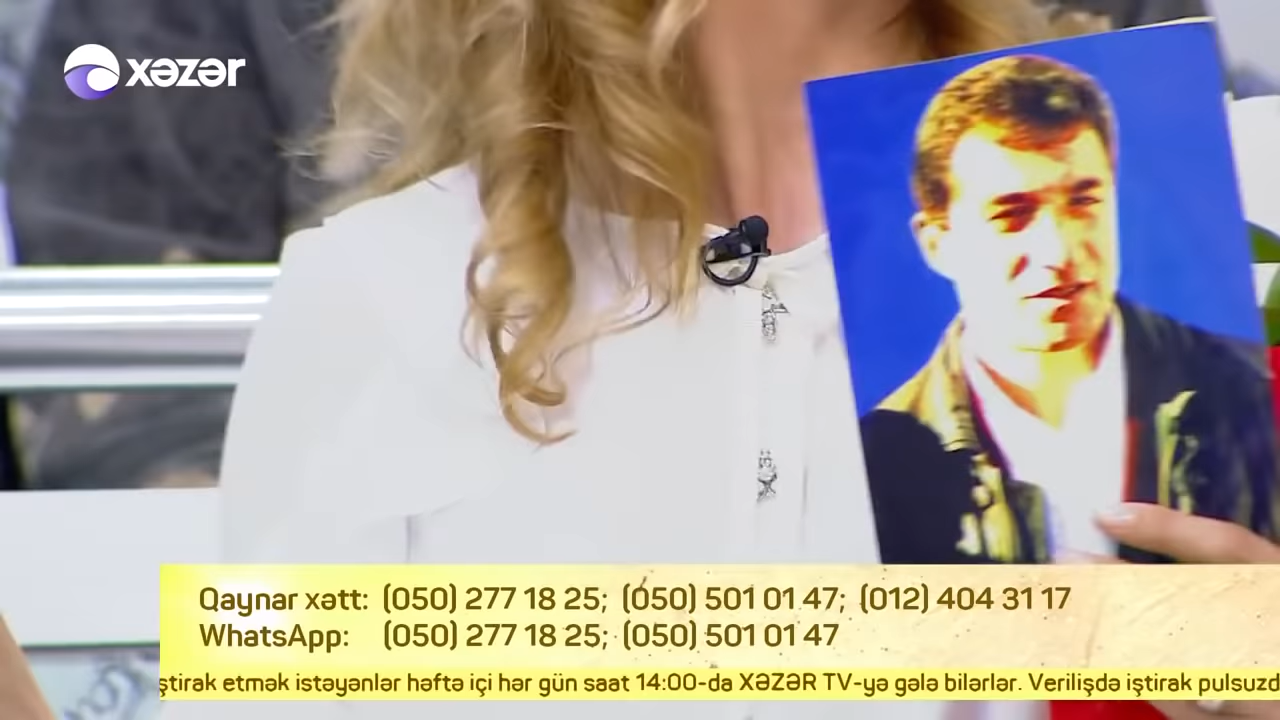 xəzər
Qaynar xətt: (050) 277 18 25; (050) 501 01 47; (012) 404 31 17
WhatsApp: (050) 277 18 25; (050) 501 01 47
ştirak etmək istəyənlər həftə içi hər gün saat 14:00-da XƏZƏR TV-yə gələ bilərlər. Verilişdə iştirak pulsuzd